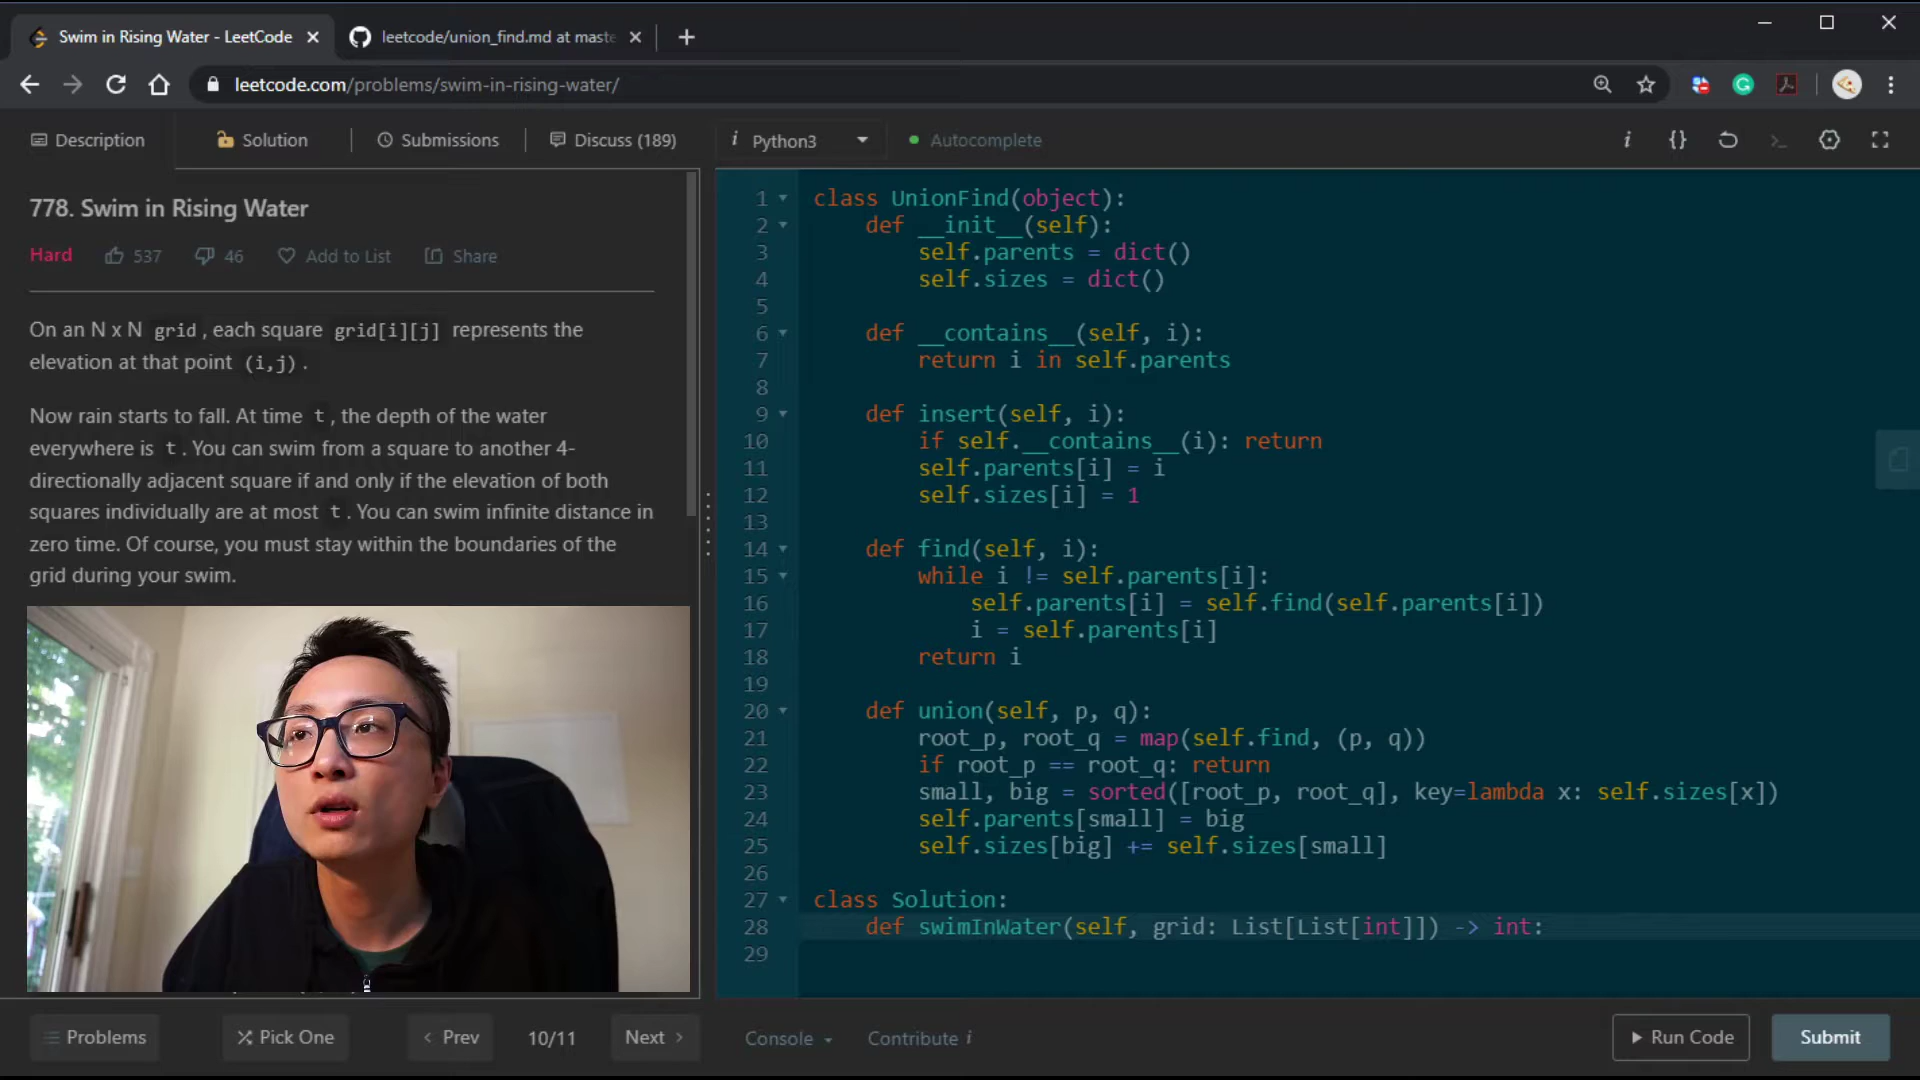 Swim in Rising Water - LeetCode
leetcode/union_find.md at maste
leetcode.com/problems/swim-in-rising-water/
Description
Solution
Submissions
Discuss (189)
i Python3
Autocomplete
i {}
778. Swim in Rising Water
Hard 537 46 Add to List Share
On an N x N grid, each square grid[i][j] represents the
elevation at that point (i,j).
Now rain starts to fall. At time t, the depth of the water
everywhere is t. You can swim from a square to another 4-
directionally adjacent square if and only if the elevation of both
squares individually are at most t. You can swim infinite distance in
zero time. Of course, you must stay within the boundaries of the
grid during your swim.
1 class UnionFind(object):
2 def __init__(self):
3 self.parents = dict()
4 self.sizes = dict()
5
6 def __contains__(self, i):
7 return i in self.parents
8
9 def insert(self, i):
10 if self.__contains__(i): return
11 self.parents[i] = i
12 self.sizes[i] = 1
13
14 def find(self, i):
15 while i != self.parents[i]:
16 self.parents[i] = self.find(self.parents[i])
17 i = self.parents[i]
18 return i
19
20 def union(self, p, q):
21 root_p, root_q = map(self.find, (p, q))
22 if root_p == root_q: return
23 small, big = sorted([root_p, root_q], key=lambda x: self.sizes[x])
24 self.parents[small] = big
25 self.sizes[big] += self.sizes[small]
26
27 class Solution:
28 def swimInWater(self, grid: List[List[int]]) -> int:
29
Problems
Pick One
< Prev
10/11
Next >
Console
Contribute i
Run Code
Submit